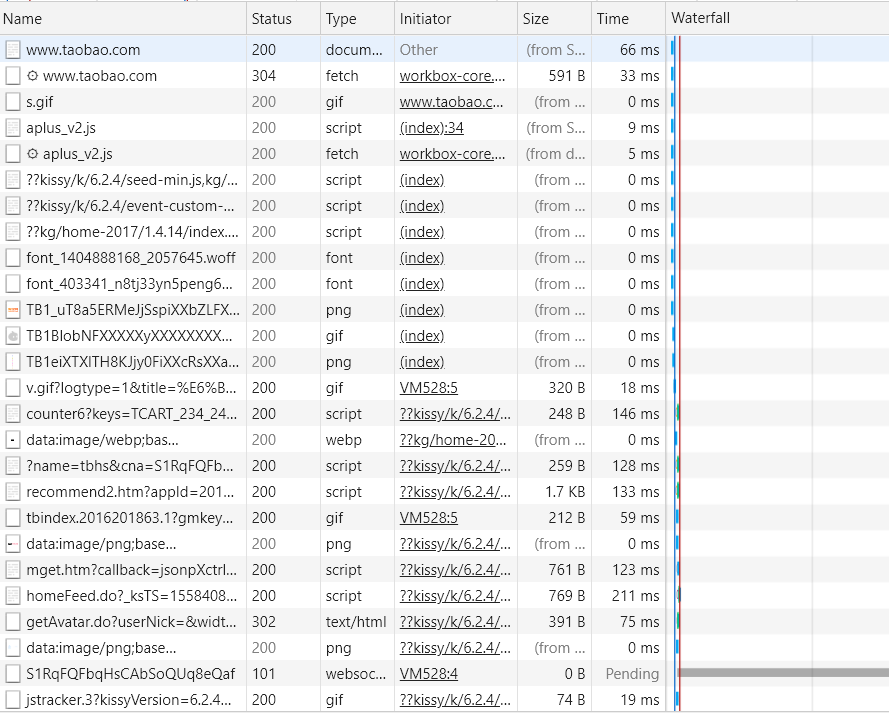 Name Status Type Initiator Size Time Waterfall
www.taobao.com 200 docum... Other (from S... 66 ms
www.taobao.com 304 fetch workbox-core.... 591 B 33 ms
s.gif 200 gif www.taobao.c... (from ... 0 ms
aplus_v2.js 200 script (index):34 (from S... 9 ms
aplus_v2.js 200 fetch workbox-core.... (from d... 5 ms
??kissy/k/6.2.4/seed-min.js,kg/... 200 script (index) (from ... 0 ms
??kissy/k/6.2.4/event-custom-... 200 script (index) (from ... 0 ms
??kg/home-2017/1.4.14/index.... 200 script (index) (from ... 0 ms
font_1404888168_2057645.woff 200 font (index) (from ... 0 ms
font_403341_n8tj33yn5peng6... 200 font (index) (from ... 0 ms
TB1_uT8a5ERMeJjSspiXXbZLFX... 200 png (index) (from ... 0 ms
TB1BIobNFXXXXXyXXXXXXXX... 200 gif (index) (from ... 0 ms
TB1eiXTXlTH8KJjy0FiXXcRsXXa... 200 png (index) (from ... 0 ms
v.gif?logtype=1&title=%E6%B... 200 gif VM528:5 320 B 18 ms
counter6?keys=TCART_234_24... 200 script ??kissy/k/6.2.4/... 248 B 146 ms
data:image/webp;bas... 200 webp ??kg/home-20... (from ... 0 ms
?name=tbhs&cna=S1RqFQFb... 200 script ??kissy/k/6.2.4/... 259 B 128 ms
recommend2.htm?appId=201... 200 script ??kissy/k/6.2.4/... 1.7 KB 133 ms
tbindex.2016201863.1?gmkey... 200 gif VM528:5 212 B 59 ms
data:image/png;base... 200 png ??kissy/k/6.2.4/... (from ... 0 ms
mget.htm?callback=jsonpXctrl... 200 script ??kissy/k/6.2.4/... 761 B 123 ms
homeFeed.do?_ksTS=1558408... 200 script ??kissy/k/6.2.4/... 769 B 211 ms
getAvatar.do?userNick=&widt... 302 text/html ??kissy/k/6.2.4/... 391 B 75 ms
data:image/png;base... 200 png ??kissy/k/6.2.4/... (from ... 0 ms
S1RqFQFbqHsCAbSoQUq8eQaf 101 websoc... VM528:4 0 B Pending
jstracker.3?kissyVersion=6.2.4... 200 gif ??kissy/k/6.2.4/... 74 B 19 ms